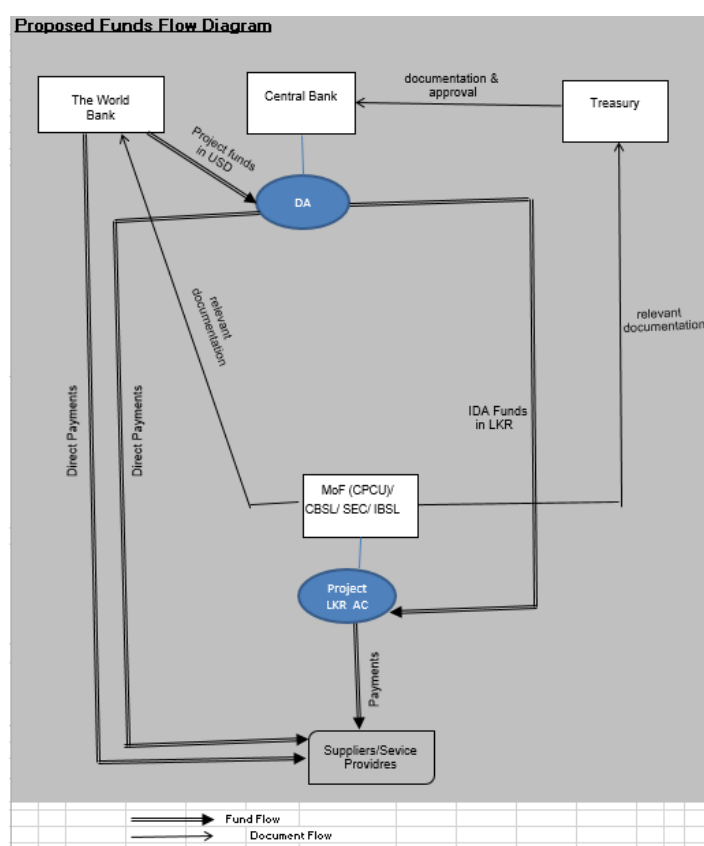 Proposed Funds Flow Diagram
The World
Bank
Central Bank
documentation &
approval
Treasury
Project funds
in USD
DA
relevant
documentation
relevant
documentation
Direct Payments
Direct Payments
IDA Funds
in LKR
MoF (CPCU)/
CBSL/ SEC/ IBSL
Project
LKR AC
Payments
Suppliers/Sevice
Providres
Fund Flow
Document Flow